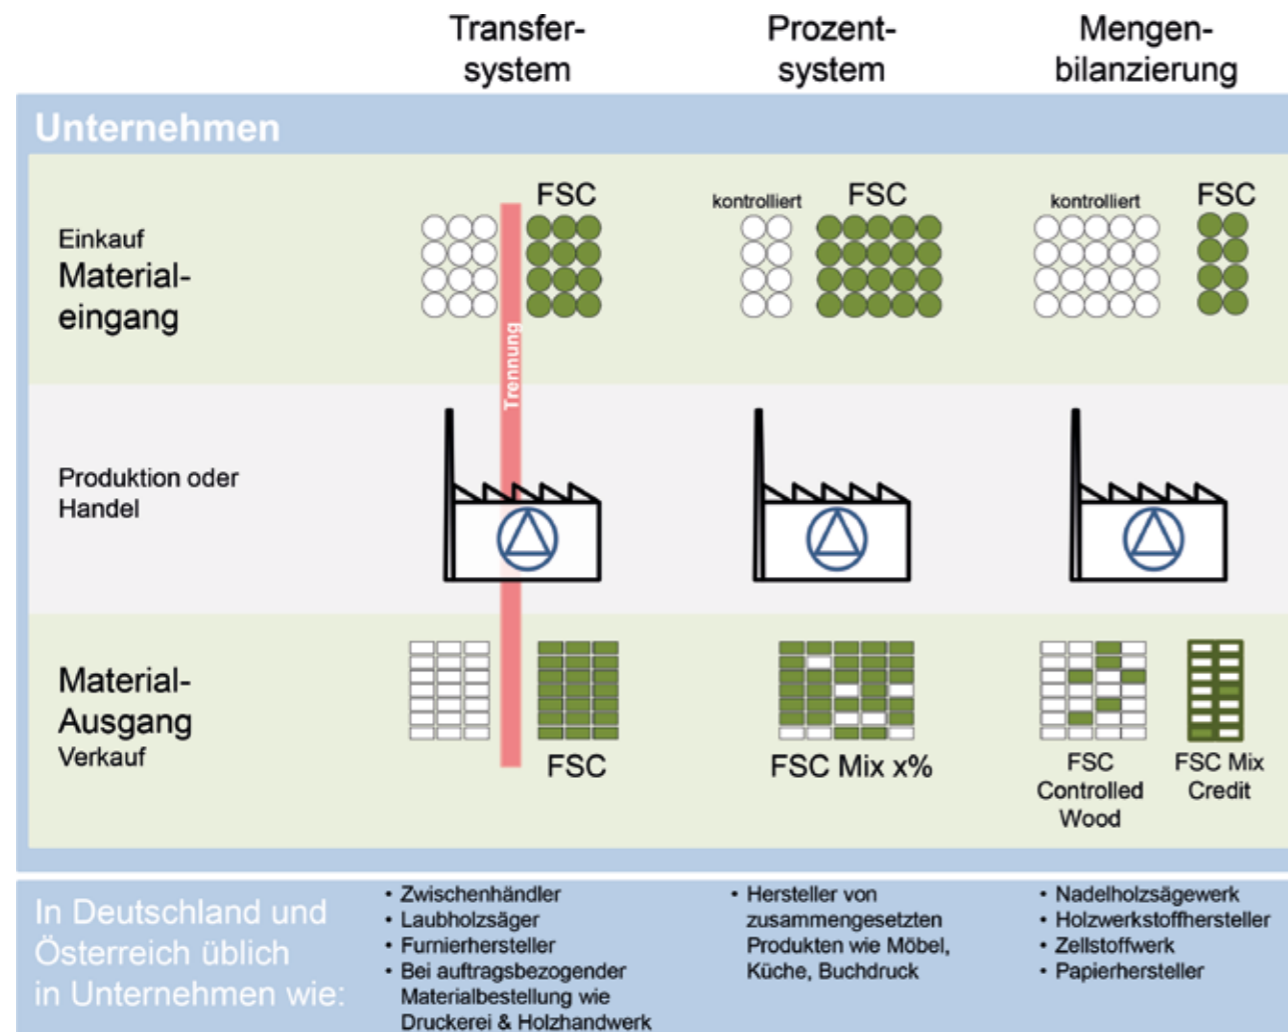 Transfer-
system
Prozent-
system
Mengen-
bilanzierung
Unternehmen
Einkauf
Material-
eingang
FSC
kontrolliert
FSC
kontrolliert
FSC
Trennung
Produktion oder
Handel
Material-
Ausgang
Verkauf
FSC
FSC Mix x%
FSC
Controlled
Wood
FSC Mix
Credit
In Deutschland und
Österreich üblich
in Unternehmen wie:
• Zwischenhändler
• Laubholzsäger
• Furnierhersteller
• Bei auftragsbezogender
Materialbestellung wie
Druckerei & Holzhandwerk
• Hersteller von
zusammengesetzten
Produkten wie Möbel,
Küche, Buchdruck
• Nadelholzsägewerk
• Holzwerkstoffhersteller
• Zellstoffwerk
• Papierhersteller